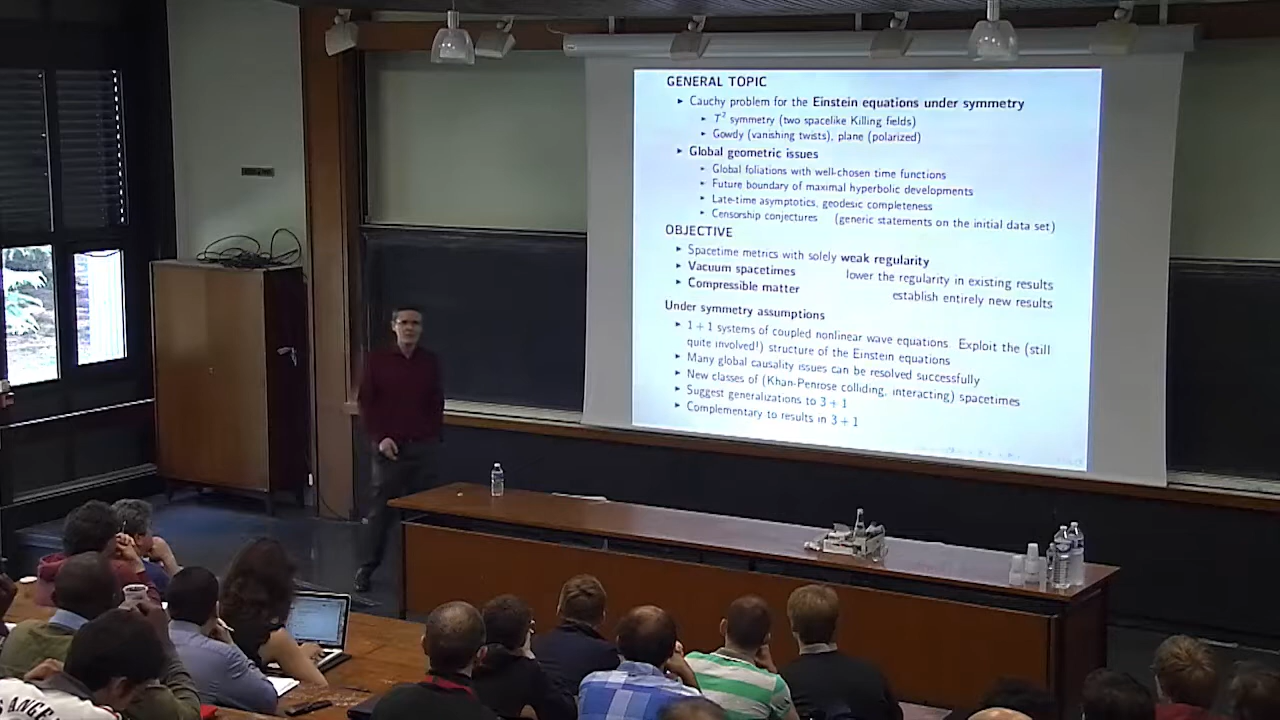 GENERAL TOPIC
▸ Cauchy problem for the Einstein equations under symmetry
▸ T² symmetry (two spacelike Killing fields)
▸ Gowdy (vanishing twists), plane (polarized)
▸ Global geometric issues
▸ Global foliations with well-chosen time functions
▸ Future boundary of maximal hyperbolic developments
▸ Late-time asymptotics, geodesic completeness
▸ Censorship conjectures (generic statements on the initial data set)
OBJECTIVE
▸ Spacetime metrics with solely weak regularity
▸ Vacuum spacetimes lower the regularity in existing results
▸ Compressible matter establish entirely new results
Under symmetry assumptions
▸ 1 + 1 systems of coupled nonlinear wave equations Exploit the (still
quite involved!) structure of the Einstein equations
▸ Many global causality issues can be resolved successfully
▸ New classes of (Khan-Penrose colliding, interacting) spacetimes
▸ Suggest generalizations to 3 + 1
▸ Complementary to results in 3 + 1
ANGE